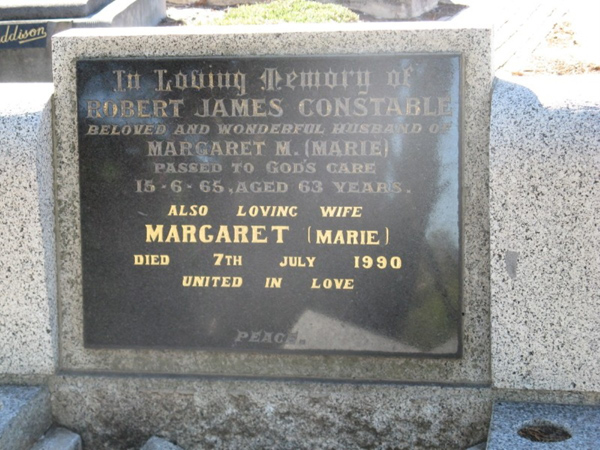 ddison
In Loving Memory of
ROBERT JAMES CONSTABLE
BELOVED AND WONDERFUL HUSBAND OF
MARGARET M. (MARIE)
PASSED TO GOD'S CARE
15-6-65, AGED 63 YEARS.
ALSO LOVING WIFE
MARGARET (MARIE)
DIED 7TH JULY 1990
UNITED IN LOVE
PEACE.